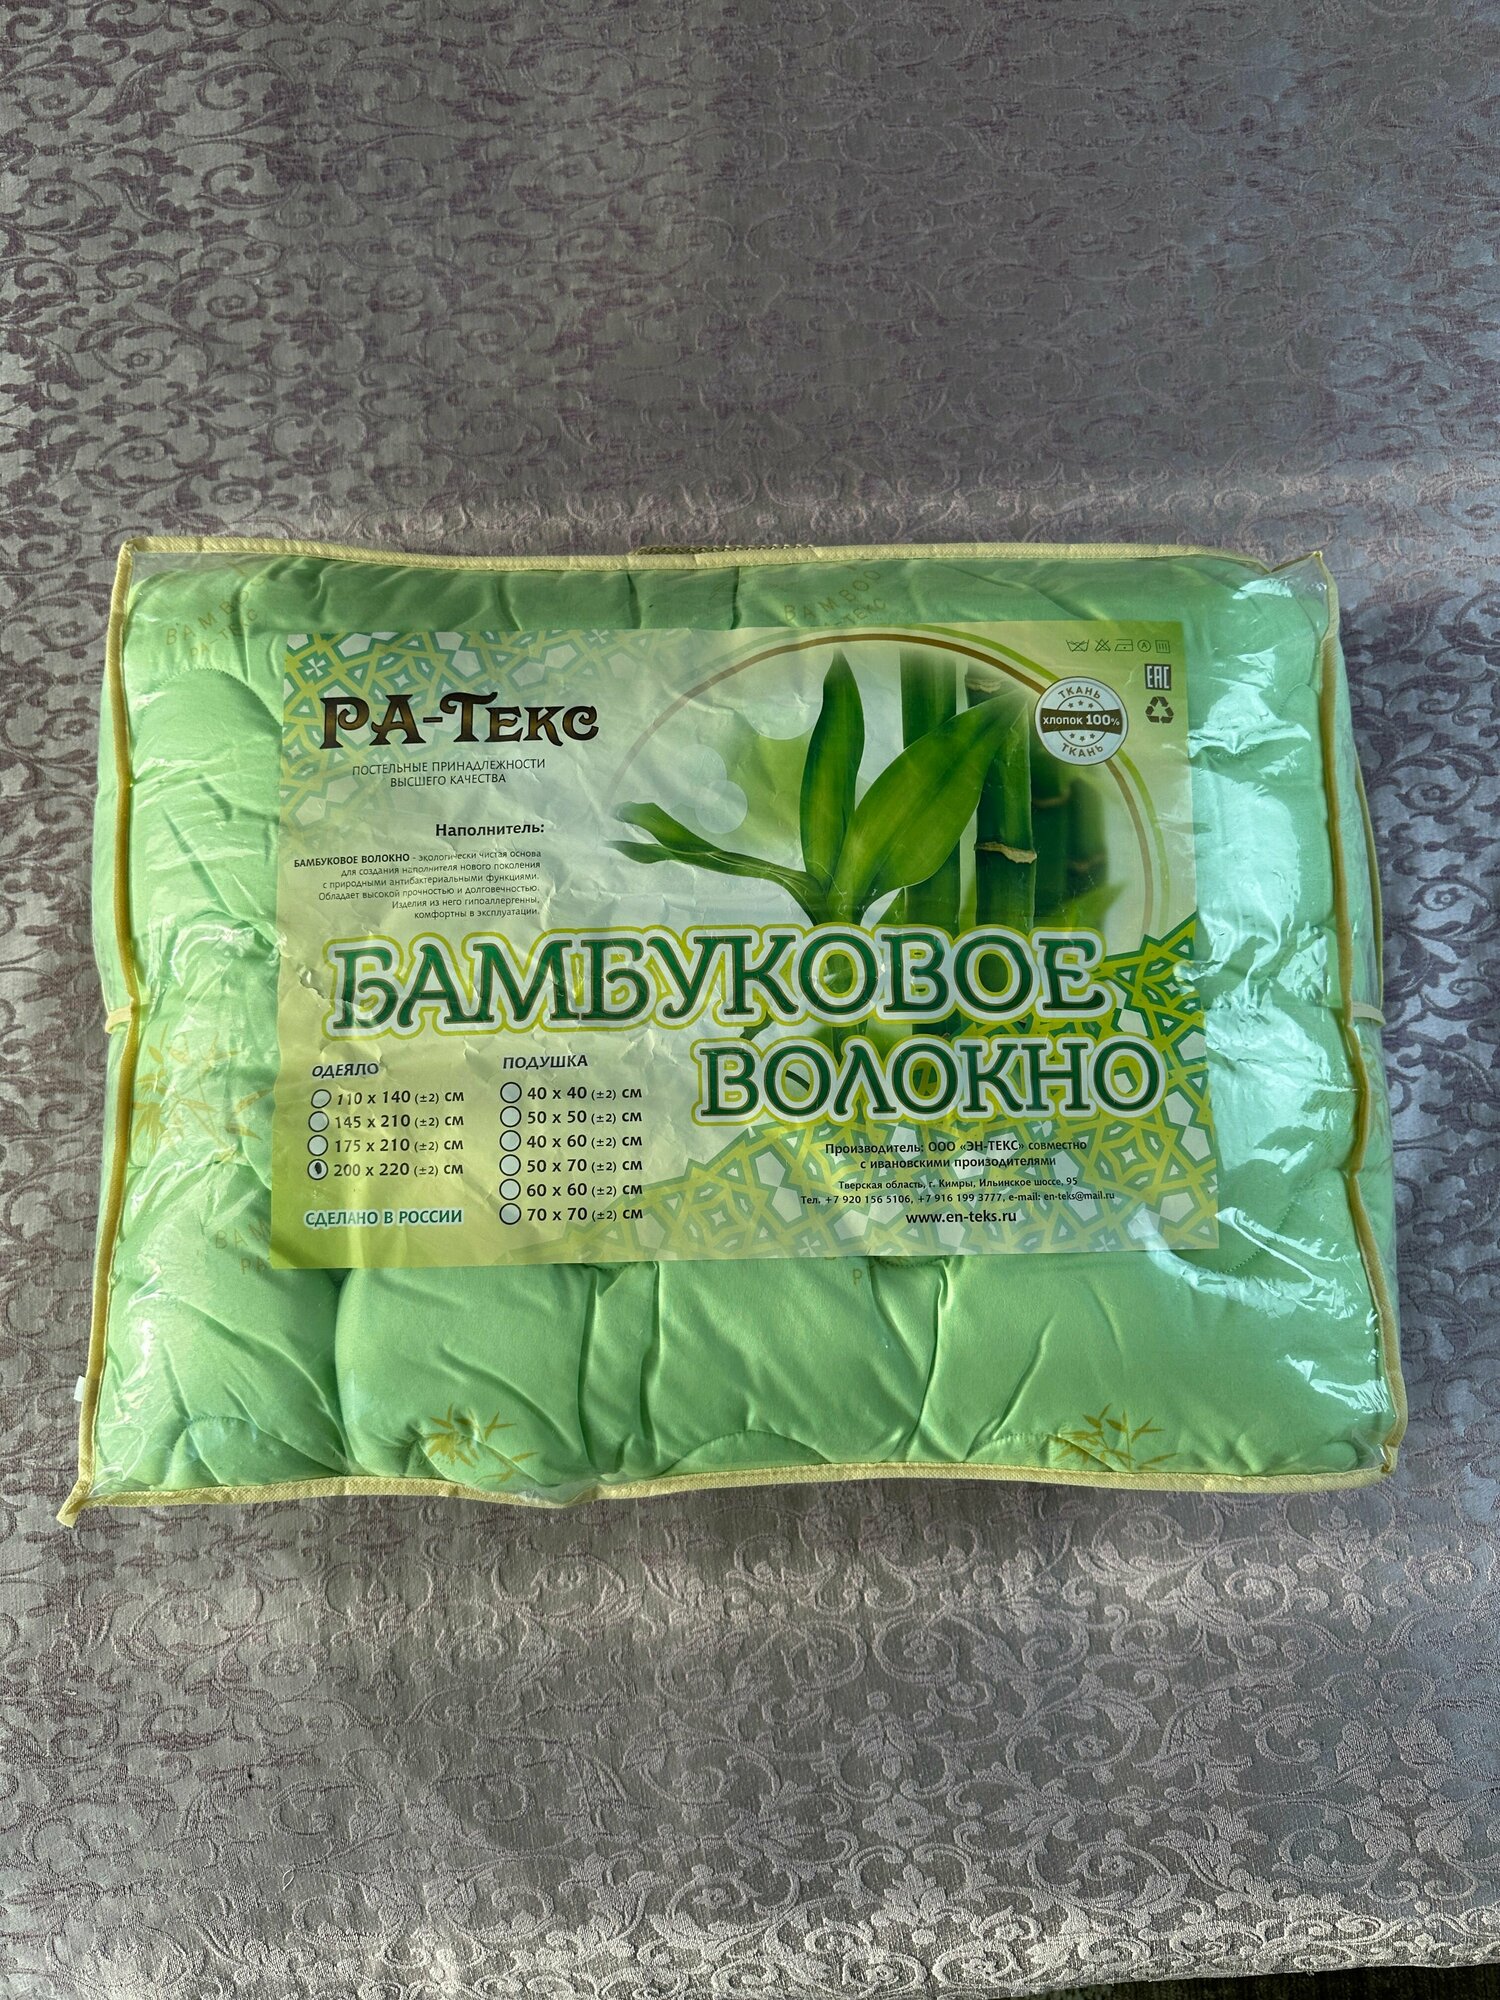 РА-Текс
ПОСТЕЛЬНЫЕ ПРИНАДЛЕЖНОСТИ
ВЫСШЕГО КАЧЕСТВА
ЕАС
ТКАНЬ
ХЛОПОК 100%
ТКАНЬ
Наполнитель:
БАМБУКОВОЕ ВОЛОКНО - экологически чистая основа
для создания наполнителя нового поколения
с природными антибактериальными функциями.
Обладает высокой прочностью и долговечностью.
Изделия из него гипоаллергенны,
комфортны в эксплуатации.
БАМБУКОВОЕ
ВОЛОКНО
ОДЕЯЛО
110 x 140 (±2) см
145 x 210 (±2) см
175 x 210 (±2) см
200 x 220 (±2) см
СДЕЛАНО В РОССИИ
ПОДУШКА
40 x 40 (±2) см
50 x 50 (±2) см
40 x 60 (±2) см
50 x 70 (±2) см
60 x 60 (±2) см
70 x 70 (±2) см
Производитель: ООО «ЭН-ТЕКС» совместно
с ивановскими произодителями
Тверская область, г. Кимры, Ильинское шоссе, 95
Тел. +7 920 156 5106, +7 916 199 3777, e-mail: en-teks@mail.ru
www.en-teks.ru
BAMBOO